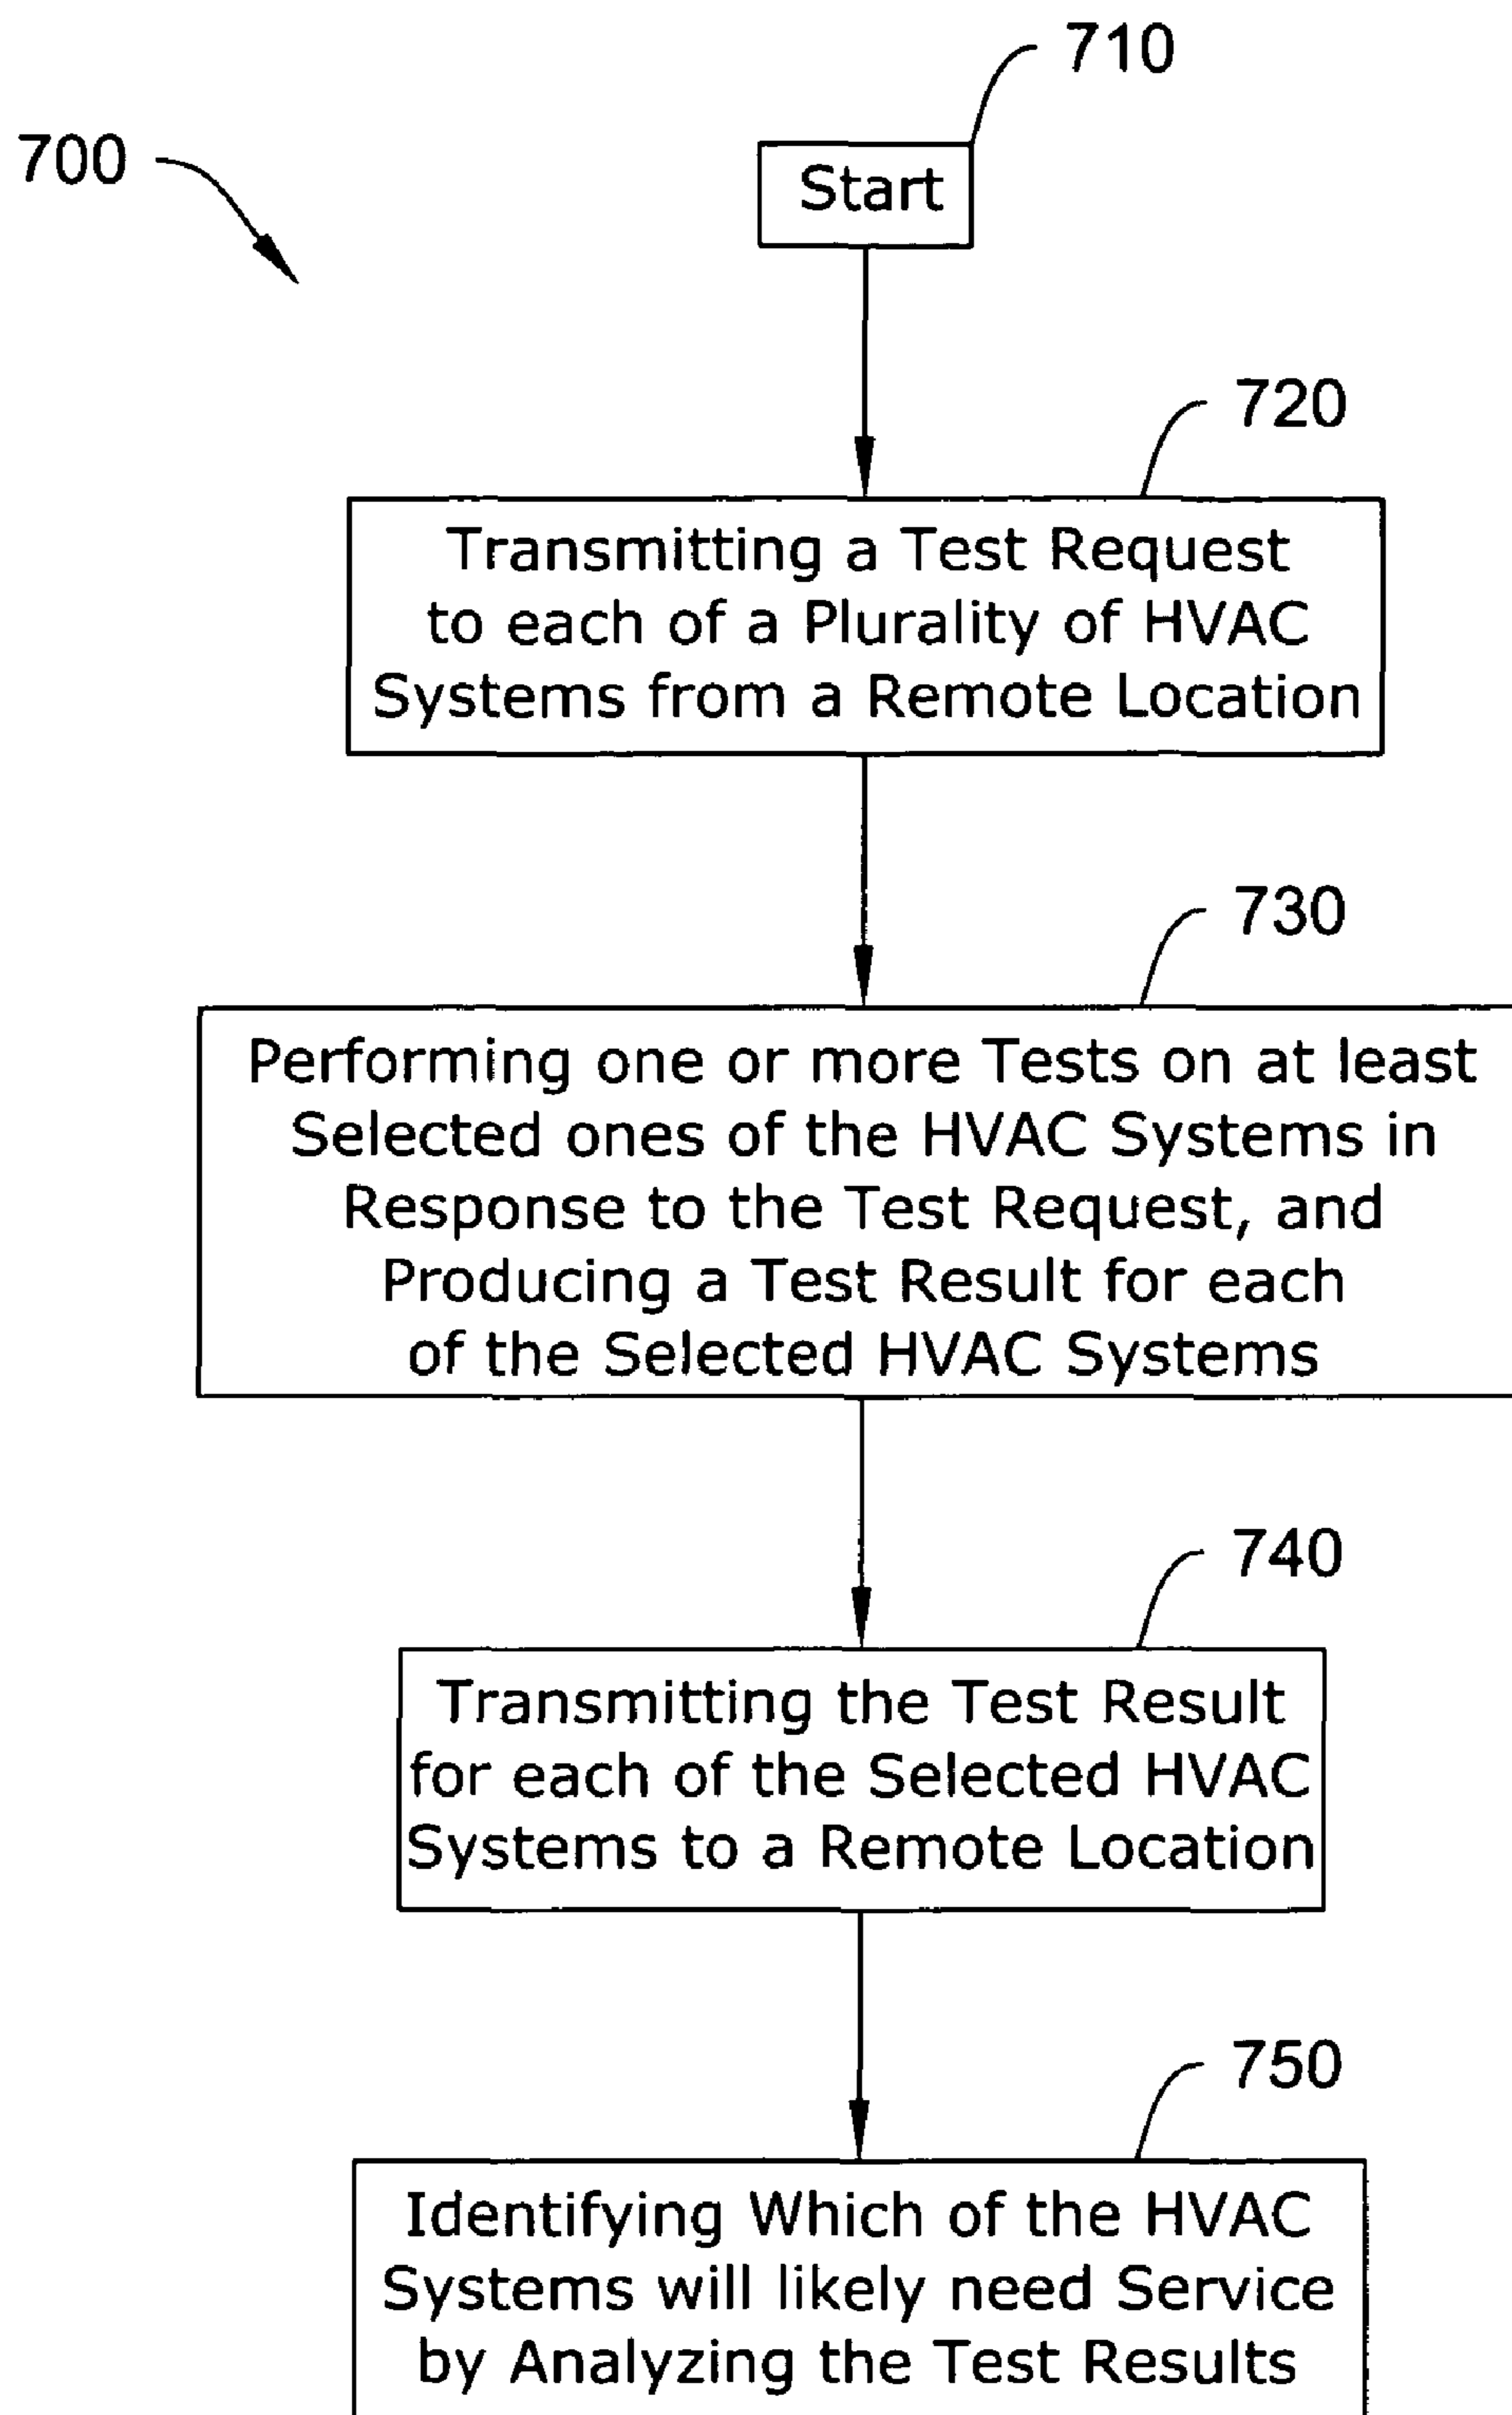 710
700
Start
720
Transmitting a Test Request
to each of a Plurality of HVAC
Systems from a Remote Location
730
Performing one or more Tests on at least
Selected ones of the HVAC Systems in
Response to the Test Request, and
Producing a Test Result for each
of the Selected HVAC Systems
740
Transmitting the Test Result
for each of the Selected HVAC
Systems to a Remote Location
750
Identifying Which of the HVAC
Systems will likely need Service
by Analyzing the Test Results